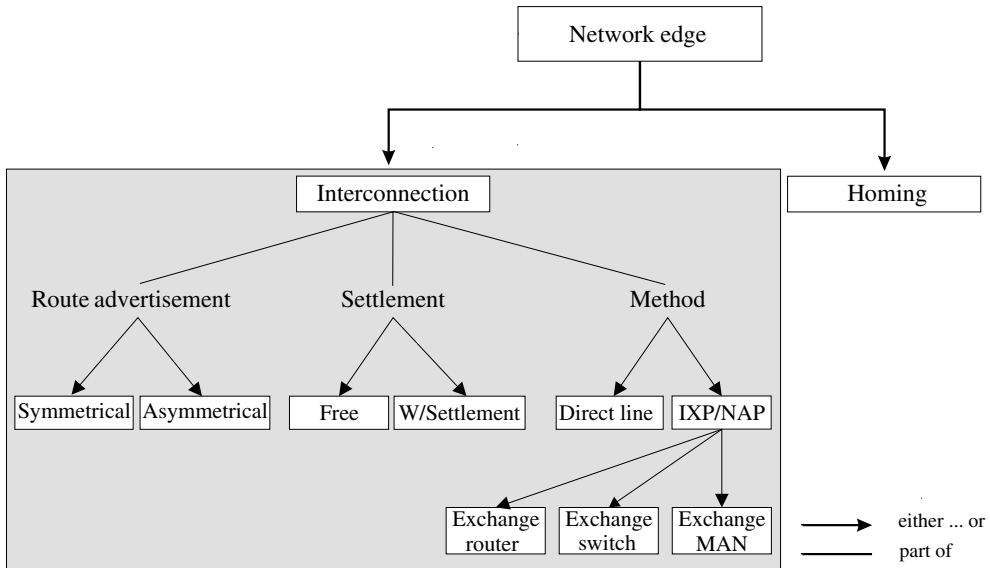 Network edge
Interconnection
Homing
Route advertisement
Settlement
Method
Symmetrical
Asymmetrical
Free
W/Settlement
Direct line
IXP/NAP
Exchange
router
Exchange
switch
Exchange
MAN
either ... or
part of